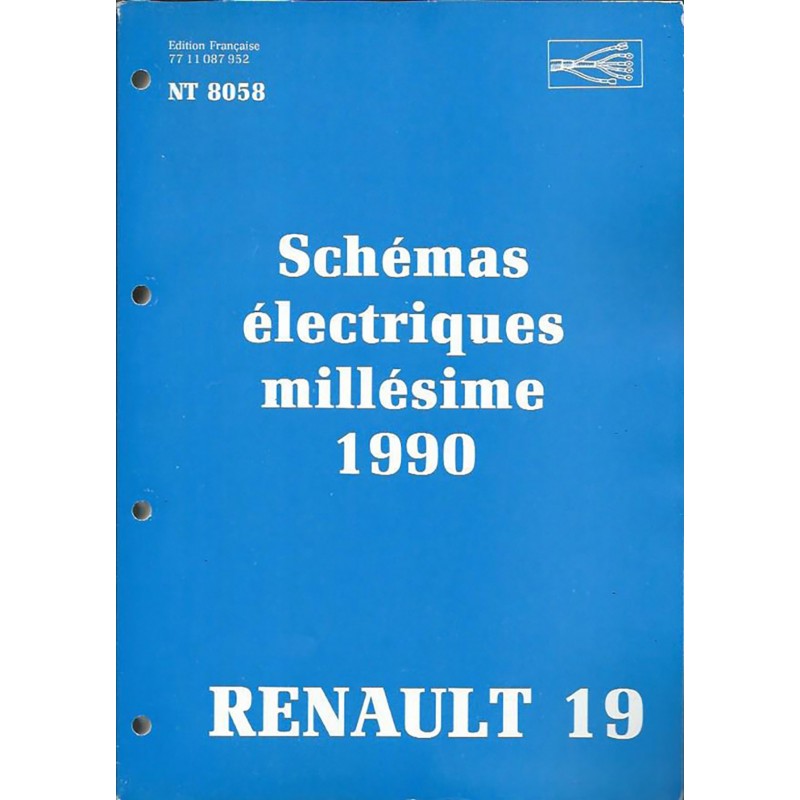 Edition Française
77 11 087 952
NT 8058
Schémas
électriques
millésime
1990
RENAULT 19